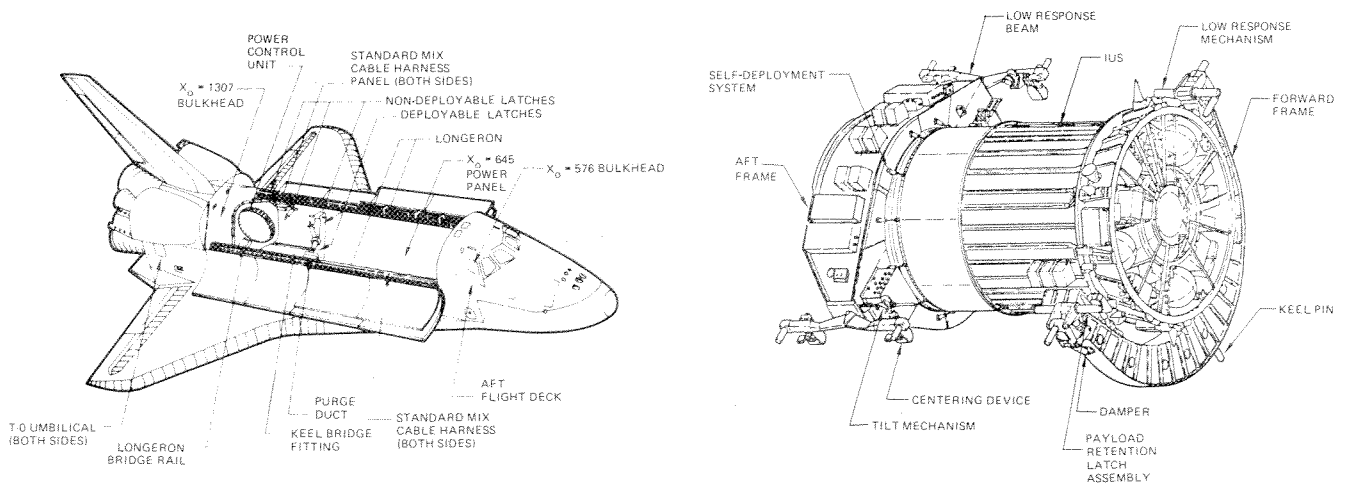 POWER
CONTROL
UNIT
STANDARD MIX
CABLE HARNESS
PANEL (BOTH SIDES)
X₀ = 1307
BULKHEAD
NON-DEPLOYABLE LATCHES
DEPLOYABLE LATCHES
LONGERON
X₀ = 645
POWER
PANEL
X₀ = 576 BULKHEAD
AFT
FLIGHT DECK
PURGE
DUCT
STANDARD MIX
CABLE HARNESS
(BOTH SIDES)
KEEL BRIDGE
FITTING
T-0 UMBILICAL
(BOTH SIDES)
LONGERON
BRIDGE RAIL
LOW RESPONSE
BEAM
LOW RESPONSE
MECHANISM
IUS
SELF-DEPLOYMENT
SYSTEM
FORWARD
FRAME
AFT
FRAME
KEEL PIN
CENTERING DEVICE
DAMPER
TILT MECHANISM
PAYLOAD
RETENTION
LATCH
ASSEMBLY